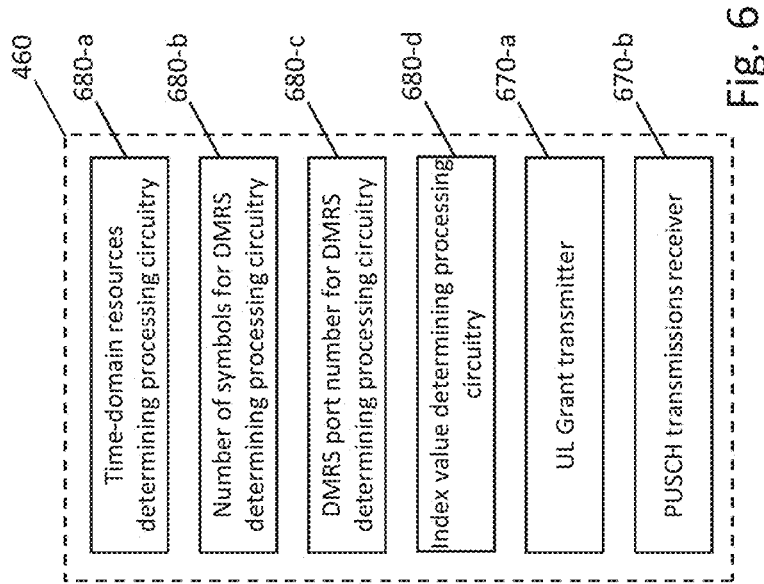 460
Time-domain resources
determining processing circuitry
680-a
Number of symbols for DMRS
determining processing circuitry
680-b
DMRS port number for DMRS
determining processing circuitry
680-c
Index value determining processing
circuitry
680-d
UL Grant transmitter
670-a
PUSCH transmissions receiver
670-b
Fig. 6